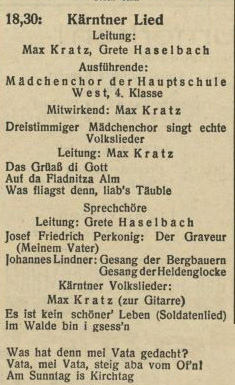 18,30: Kärntner Lied
Leitung:
Max Kratz, Grete Haselbach
Ausführende:
Mädchenchor der Hauptschule
West, 4. Klasse
Mitwirkend: Max Kratz
Dreistimmiger Mädchenchor singt echte
Volkslieder
Leitung: Max Kratz
Das Grüaß di Gott
Auf da Fladnitza Alm
Was fliagst denn, liab's Täuble
Sprechchöre
Leitung: Grete Haselbach
Josef Friedrich Perkonig: Der Graveur
(Meinem Vater)
Johannes Lindner: Gesang der Bergbauern
Gesang der Heldenglocke
Kärntner Volkslieder:
Max Kratz (zur Gitarre)
Es ist kein schöner' Leben (Soldatenlied)
Im Walde bin i gsess'n
Was hat denn mei Vata gedacht?
Vata, mei Vata, steig aba vom Of'n!
Am Sunntag is Kirchtag